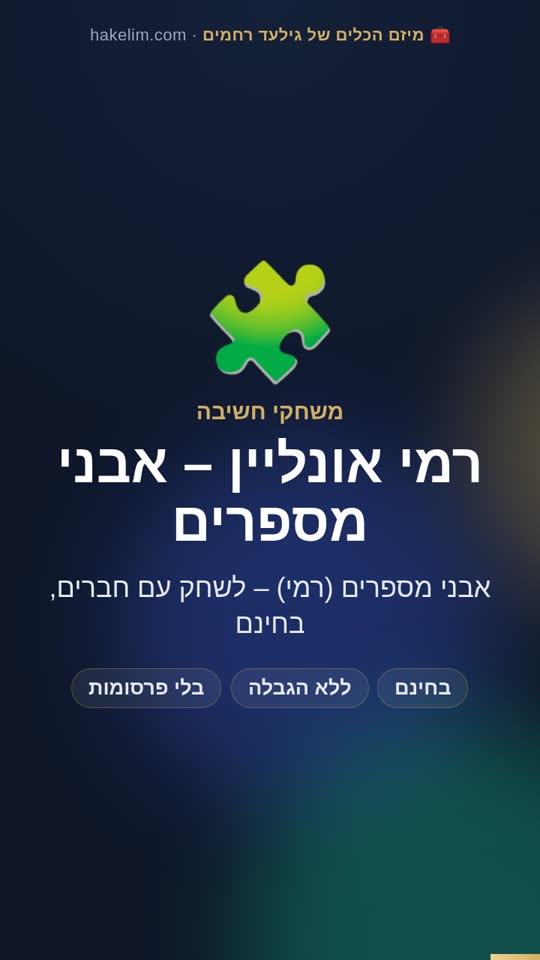 🧰 מיזם הכלים של גילעד רחמים · hakelim.com
משחקי חשיבה
רמי אונליין – אבני
מספרים
אבני מספרים (רמי) – לשחק עם חברים,
בחינם
בחינם
ללא הגבלה
בלי פרסומות